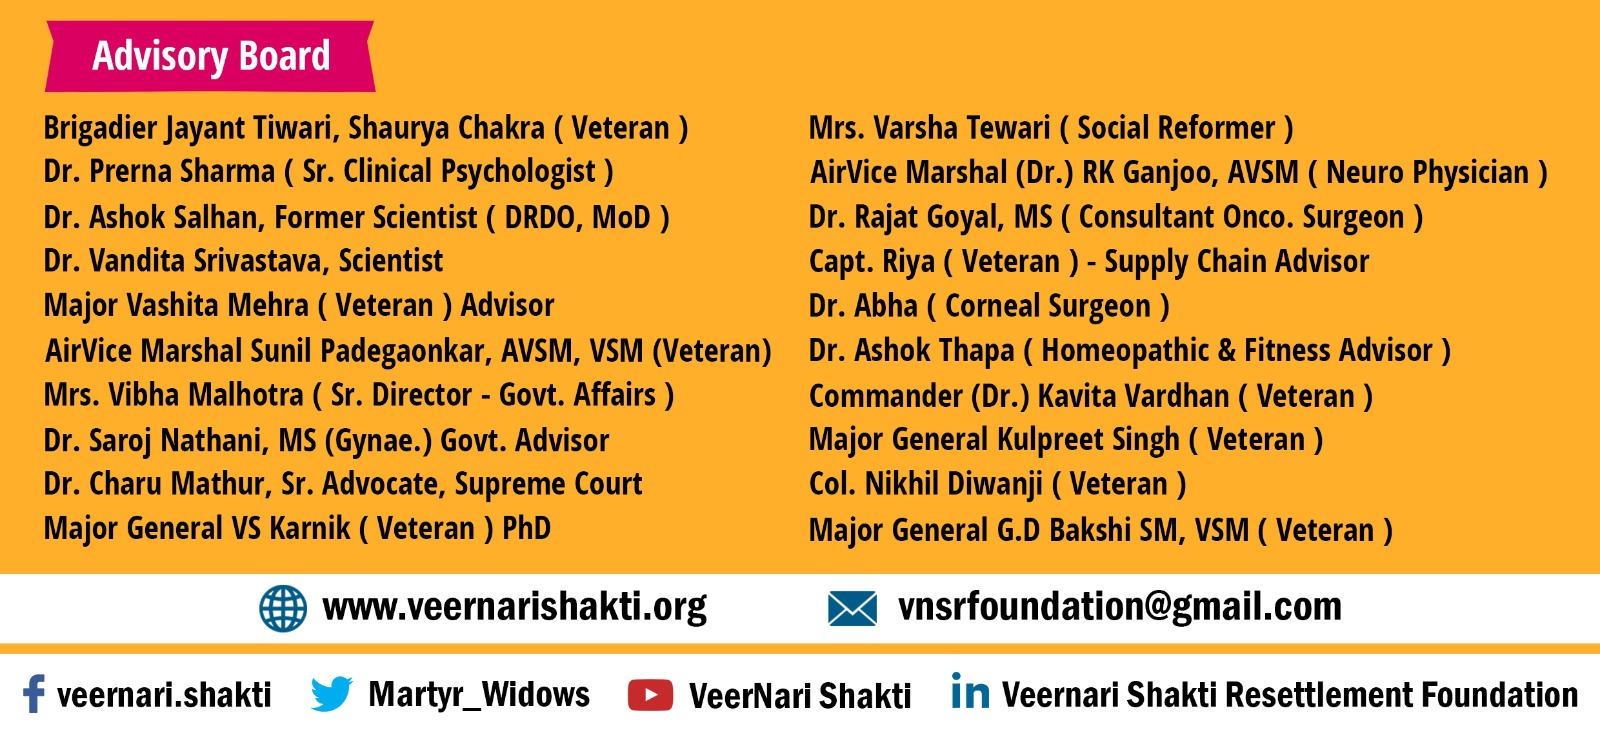 Advisory Board
Brigadier Jayant Tiwari, Shaurya Chakra ( Veteran )
Dr. Prerna Sharma ( Sr. Clinical Psychologist )
Dr. Ashok Salhan, Former Scientist ( DRDO, MoD )
Dr. Vandita Srivastava, Scientist
Major Vashita Mehra ( Veteran ) Advisor
AirVice Marshal Sunil Padegaonkar, AVSM, VSM (Veteran)
Mrs. Vibha Malhotra ( Sr. Director - Govt. Affairs )
Dr. Saroj Nathani, MS (Gynae.) Govt. Advisor
Dr. Charu Mathur, Sr. Advocate, Supreme Court
Major General VS Karnik ( Veteran ) PhD
Mrs. Varsha Tewari ( Social Reformer )
AirVice Marshal (Dr.) RK Ganjoo, AVSM ( Neuro Physician )
Dr. Rajat Goyal, MS ( Consultant Onco. Surgeon )
Capt. Riya ( Veteran ) - Supply Chain Advisor
Dr. Abha ( Corneal Surgeon )
Dr. Ashok Thapa ( Homeopathic & Fitness Advisor )
Commander (Dr.) Kavita Vardhan ( Veteran )
Major General Kulpreet Singh ( Veteran )
Col. Nikhil Diwanji ( Veteran )
Major General G.D Bakshi SM, VSM ( Veteran )
www.veernarishakti.org vnsrfoundation@gmail.com
veernari.shakti Martyr_Widows VeerNari Shakti Veernari Shakti Resettlement Foundation